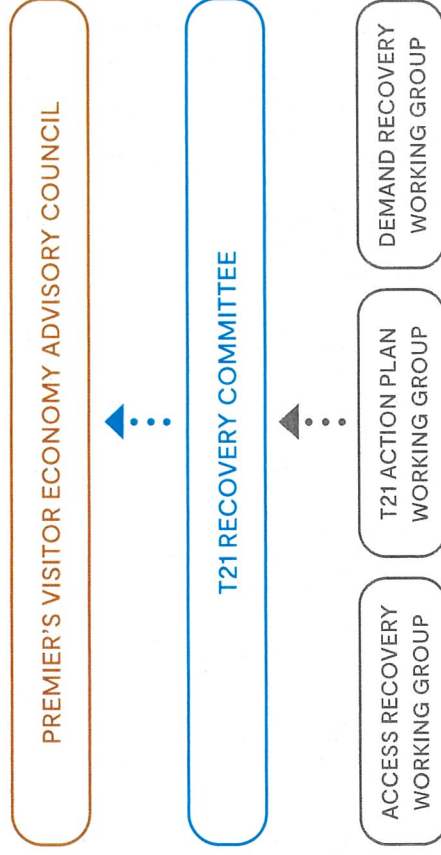 PREMIER'S VISITOR ECONOMY ADVISORY COUNCIL
T21 RECOVERY COMMITTEE
ACCESS RECOVERY
WORKING GROUP
T21 ACTION PLAN
WORKING GROUP
DEMAND RECOVERY
WORKING GROUP